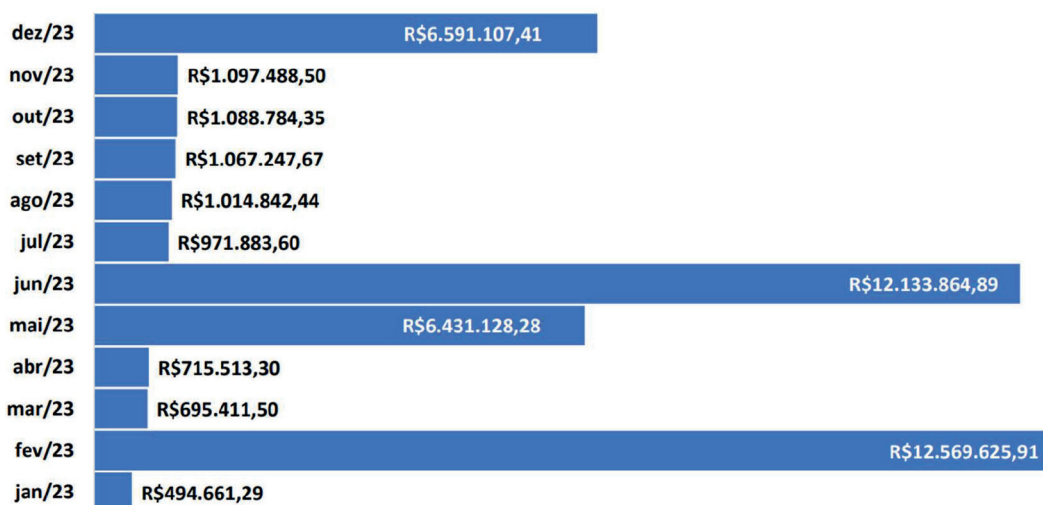 dez/23 R$6.591.107,41
nov/23 R$1.097.488,50
out/23 R$1.088.784,35
set/23 R$1.067.247,67
ago/23 R$1.014.842,44
jul/23 R$971.883,60
jun/23 R$12.133.864,89
mai/23 R$6.431.128,28
abr/23 R$715.513,30
mar/23 R$695.411,50
fev/23 R$12.569.625,91
jan/23 R$494.661,29